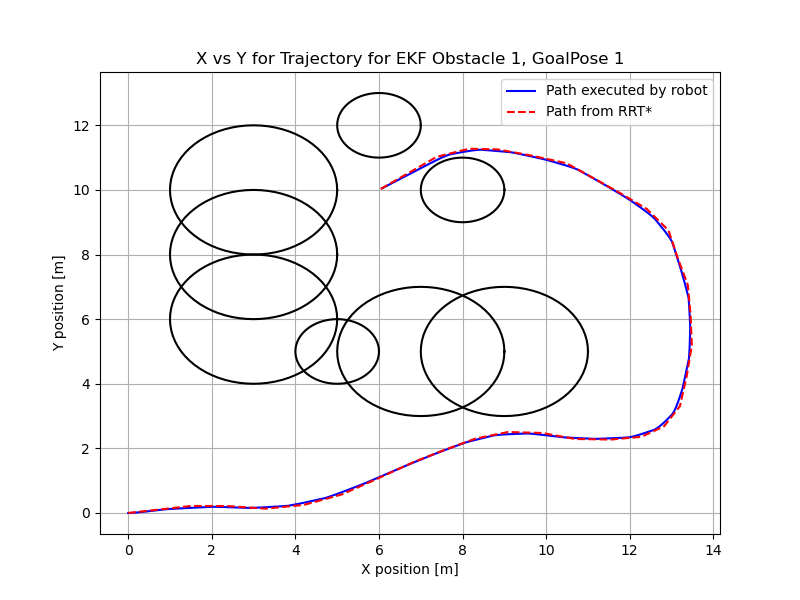 X vs Y for Trajectory for EKF Obstacle 1, GoalPose 1
Path executed by robot
Path from RRT*
12
10
8
6
4
2
0
Y position [m]
0 2 4 6 8 10 12 14
X position [m]